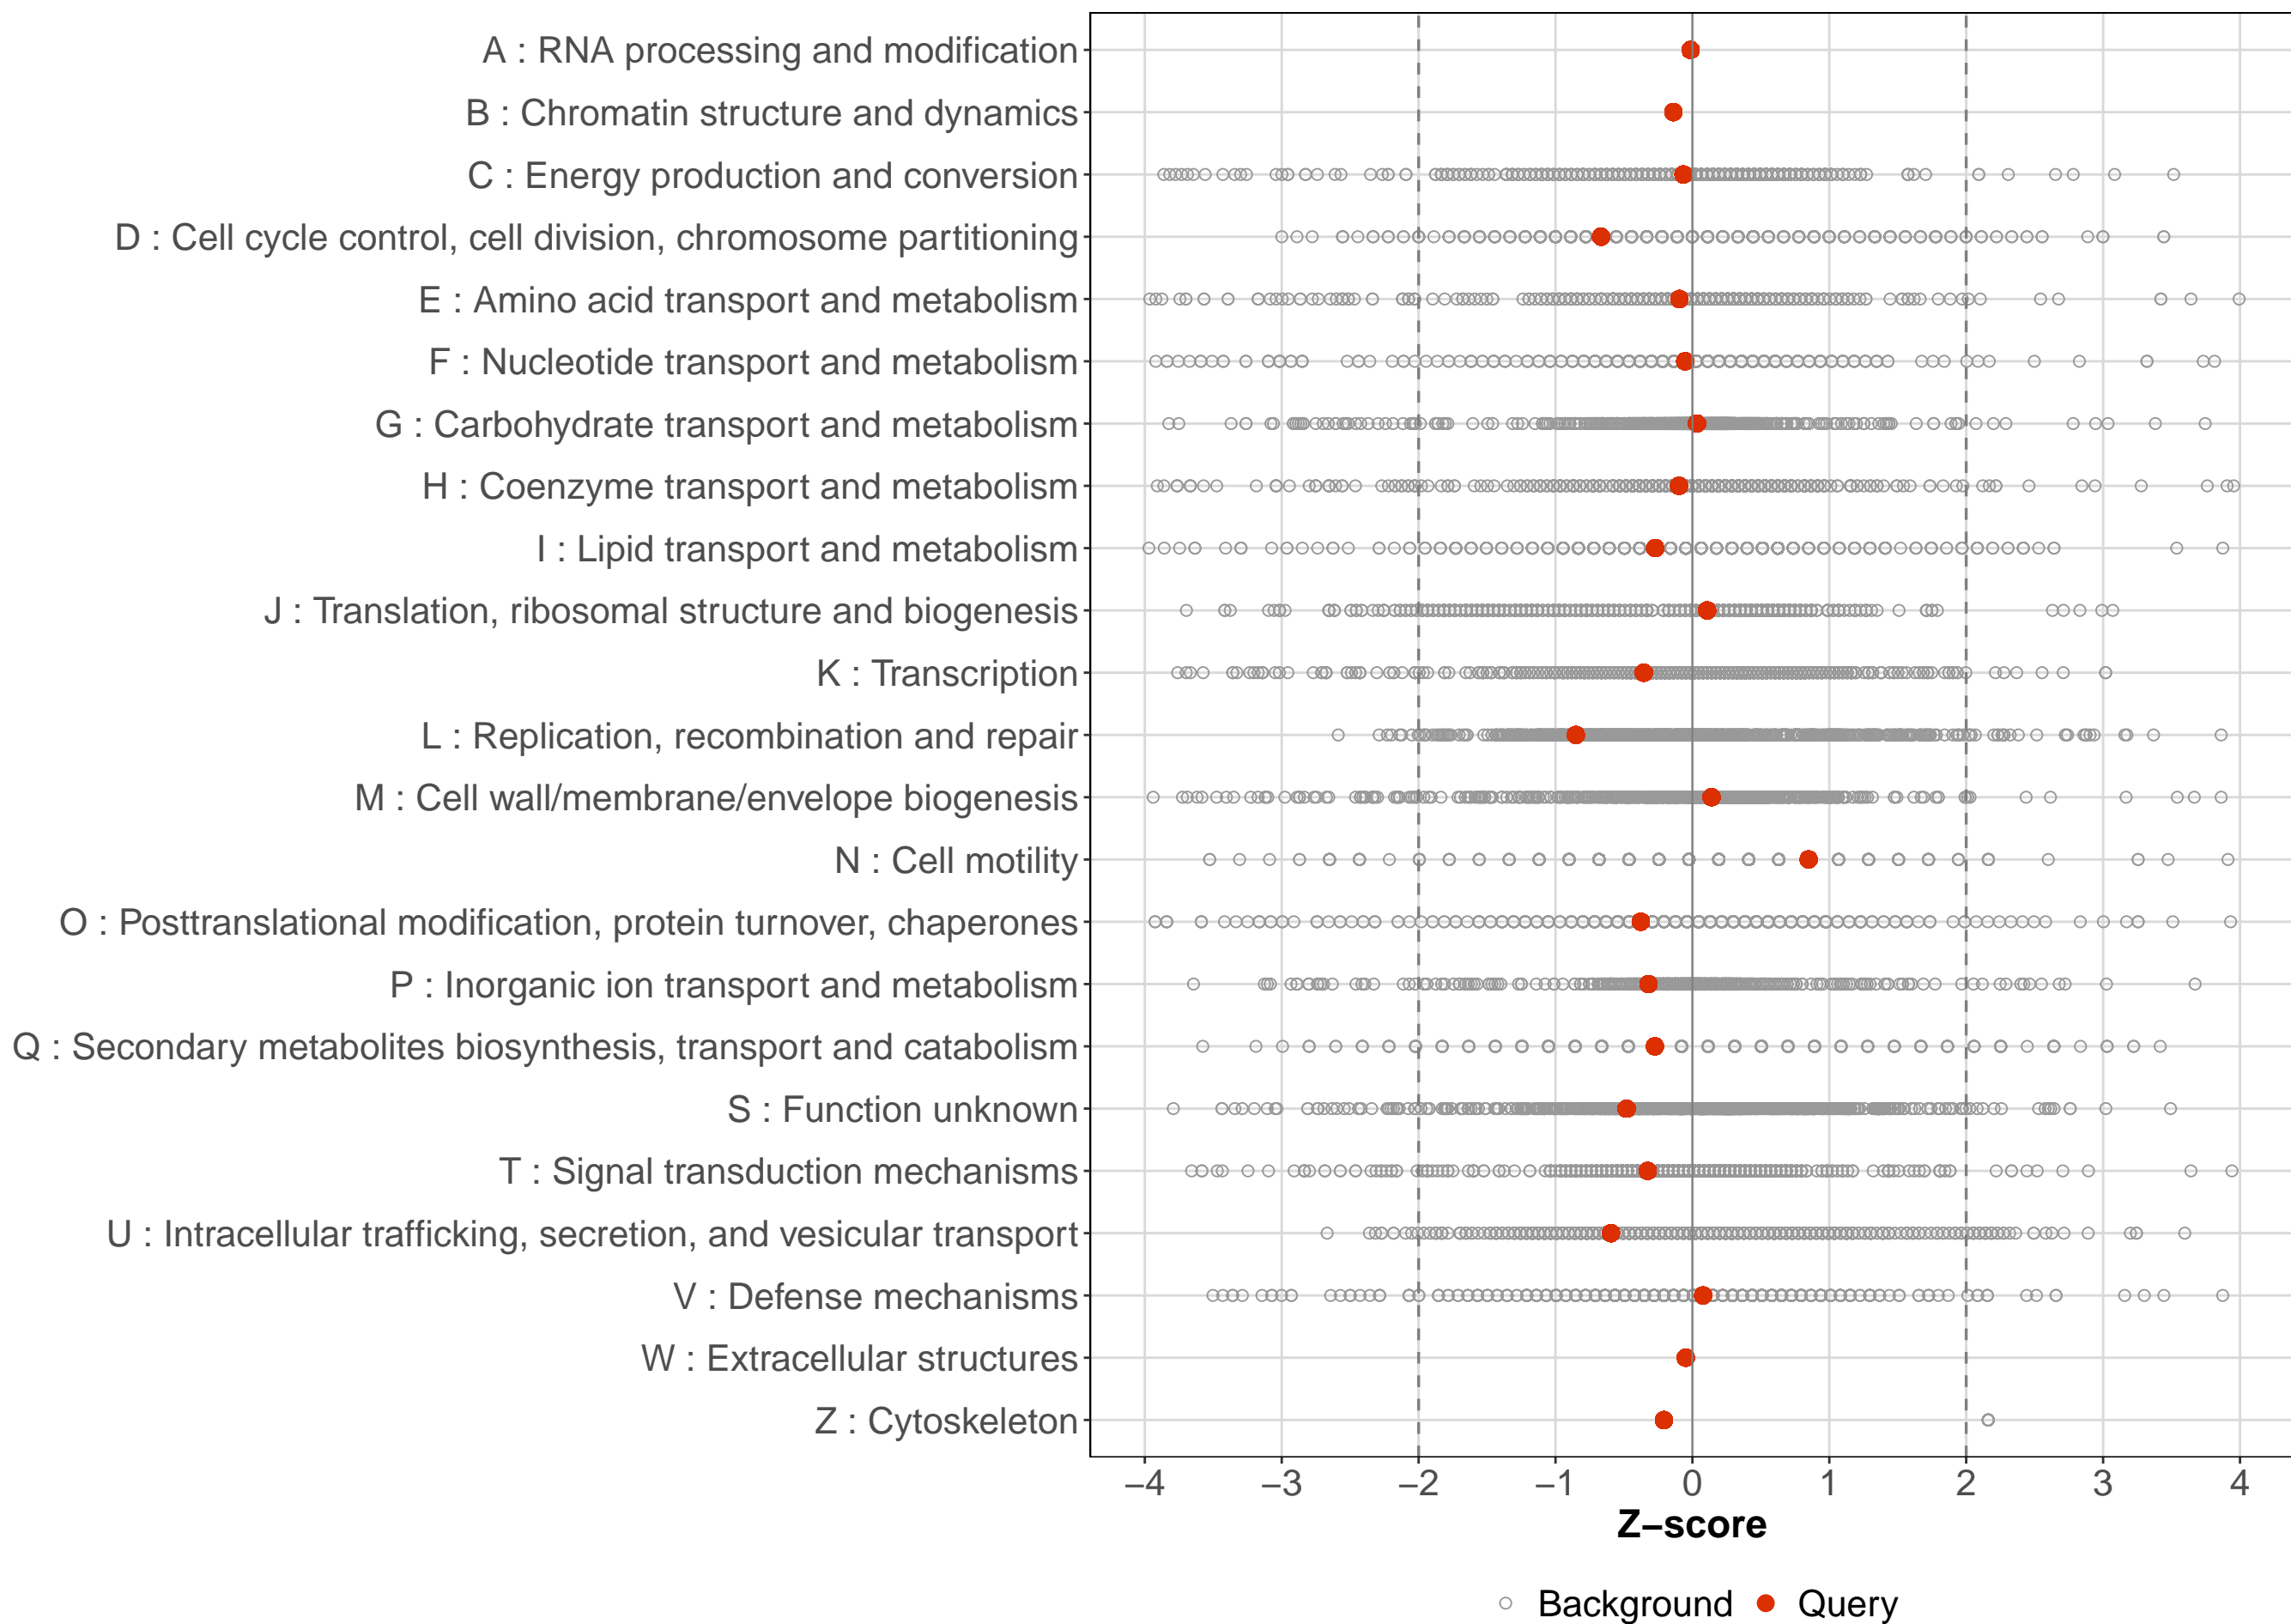 A : RNA processing and modification
B : Chromatin structure and dynamics
C : Energy production and conversion
D : Cell cycle control, cell division, chromosome partitioning
E : Amino acid transport and metabolism
F : Nucleotide transport and metabolism
G : Carbohydrate transport and metabolism
H : Coenzyme transport and metabolism
I : Lipid transport and metabolism
J : Translation, ribosomal structure and biogenesis
K : Transcription
L : Replication, recombination and repair
M : Cell wall/membrane/envelope biogenesis
N : Cell motility
O : Posttranslational modification, protein turnover, chaperones
P : Inorganic ion transport and metabolism
Q : Secondary metabolites biosynthesis, transport and catabolism
S : Function unknown
T : Signal transduction mechanisms
U : Intracellular trafficking, secretion, and vesicular transport
V : Defense mechanisms
W : Extracellular structures
Z : Cytoskeleton
−4 −3 −2 −1 0 1 2 3 4
Z−score
Background Query